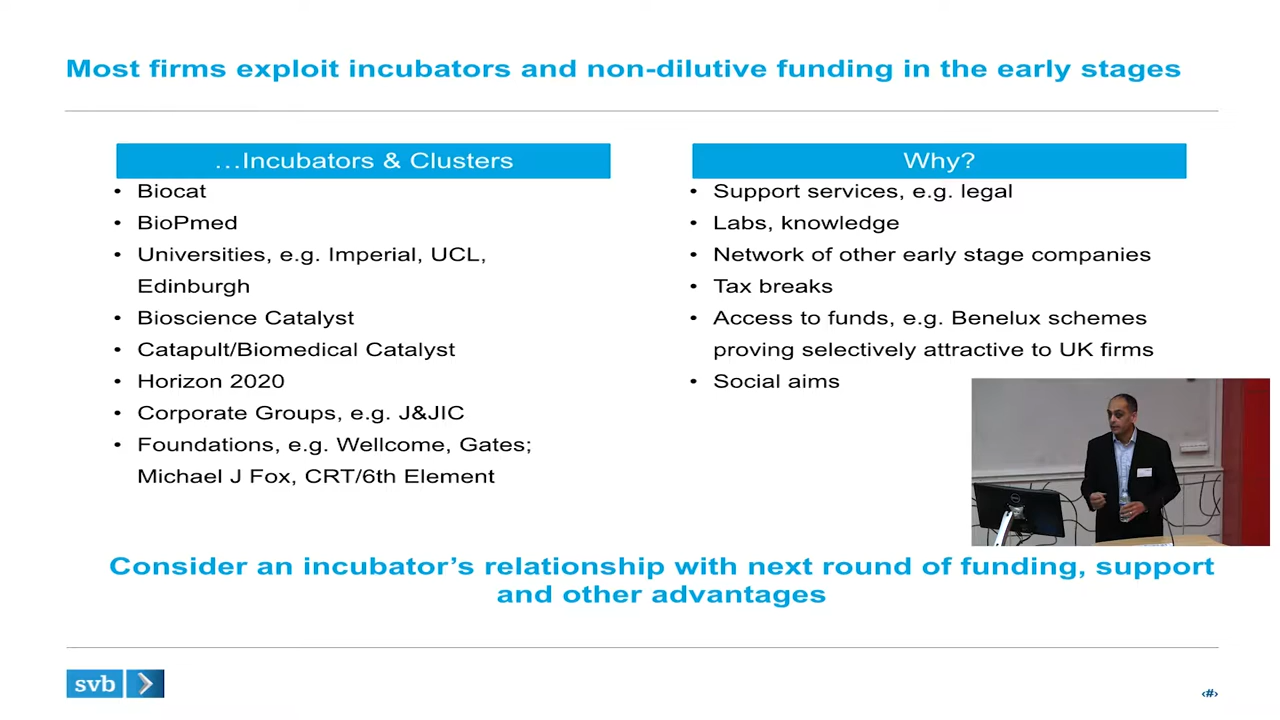 Most firms exploit incubators and non-dilutive funding in the early stages
…Incubators & Clusters
• Biocat
• BioPmed
• Universities, e.g. Imperial, UCL,
Edinburgh
• Bioscience Catalyst
• Catapult/Biomedical Catalyst
• Horizon 2020
• Corporate Groups, e.g. J&JIC
• Foundations, e.g. Wellcome, Gates;
Michael J Fox, CRT/6th Element
Why?
• Support services, e.g. legal
• Labs, knowledge
• Network of other early stage companies
• Tax breaks
• Access to funds, e.g. Benelux schemes
proving selectively attractive to UK firms
• Social aims
Consider an incubator’s relationship with next round of funding, support
and other advantages
svb
‹#›